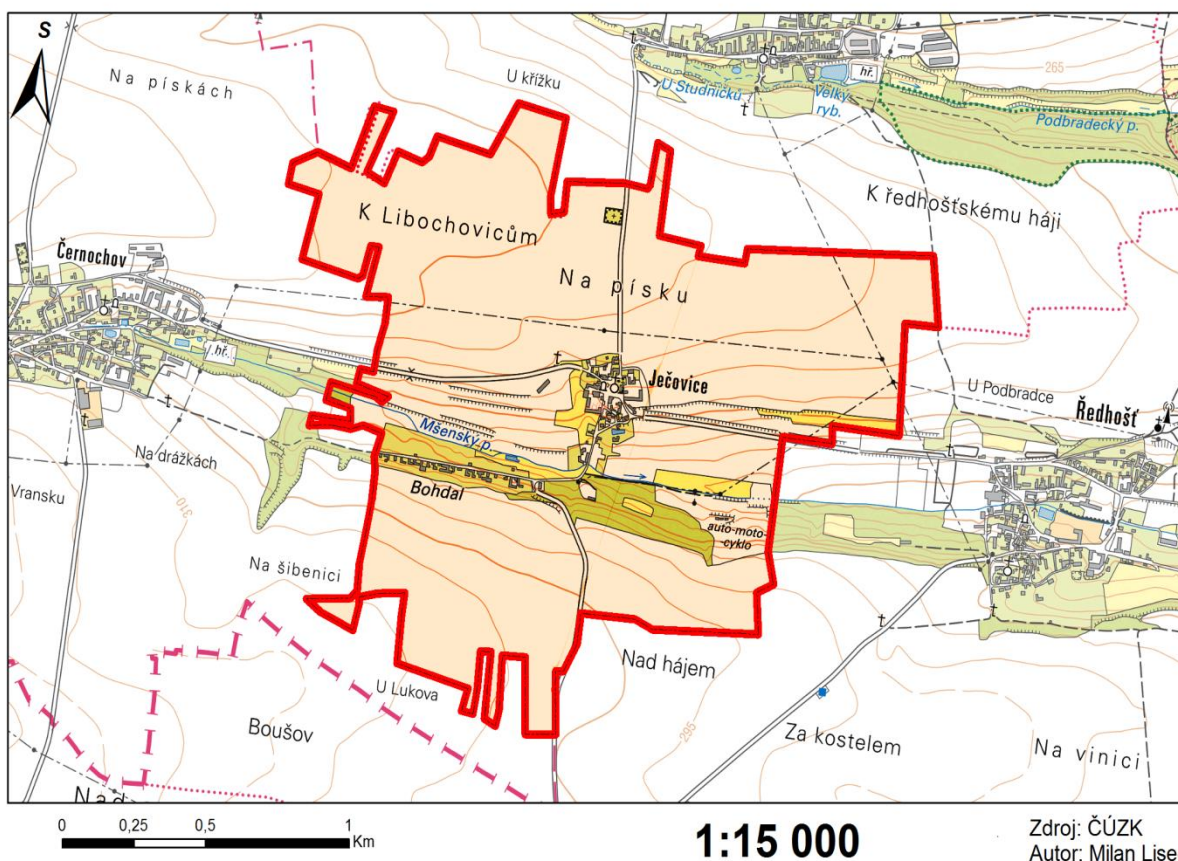 S
Na pískách
U křížku
U Studničků
Velký
ryb.
hř.
265
Podbradecký p.
K ředhošťskému háji
K Libochovicům
Černochov
Na písku
hř.
Ječovice
U Podbradce
Ředhošť
Mšenský p.
Na drážkách
Vransku
310
Bohdal
auto-moto-
cyklo
Na šibenici
Nad hájem
U Lukova
Boušov
295
Za kostelem
Na vinici
0
0,25
0,5
1
Km
1:15 000
Zdroj: ČÚZK
Autor: Milan Lise